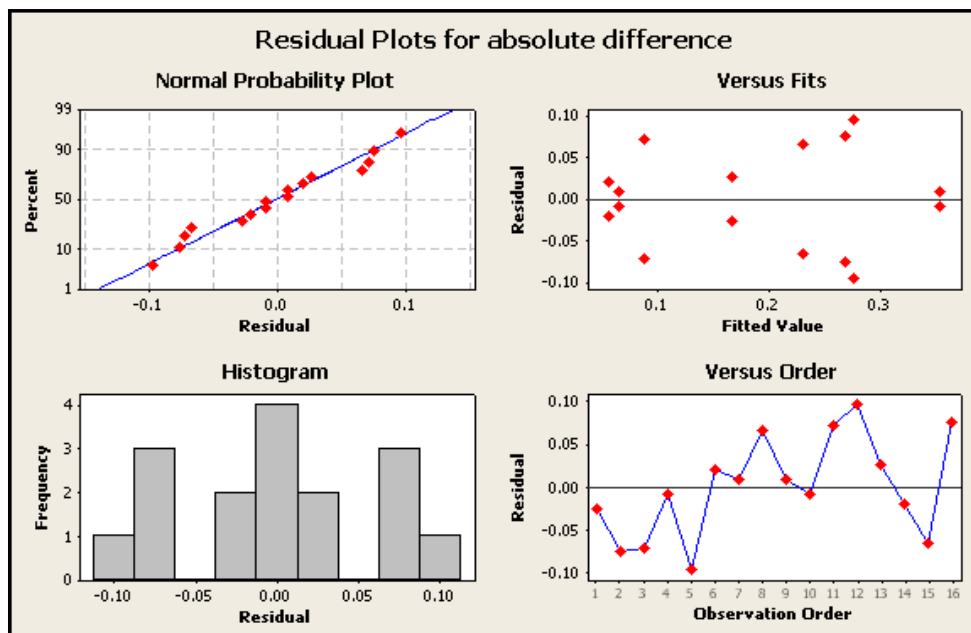 Residual Plots for absolute difference
Normal Probability Plot
Percent
99
90
50
10
1
-0.1 0.0 0.1
Residual
Versus Fits
Residual
0.10
0.05
0.00
-0.05
-0.10
0.1 0.2 0.3
Fitted Value
Histogram
Frequency
4
3
2
1
0
-0.10 -0.05 0.00 0.05 0.10
Residual
Versus Order
Residual
0.10
0.05
0.00
-0.05
-0.10
1 2 3 4 5 6 7 8 9 10 11 12 13 14 15 16
Observation Order